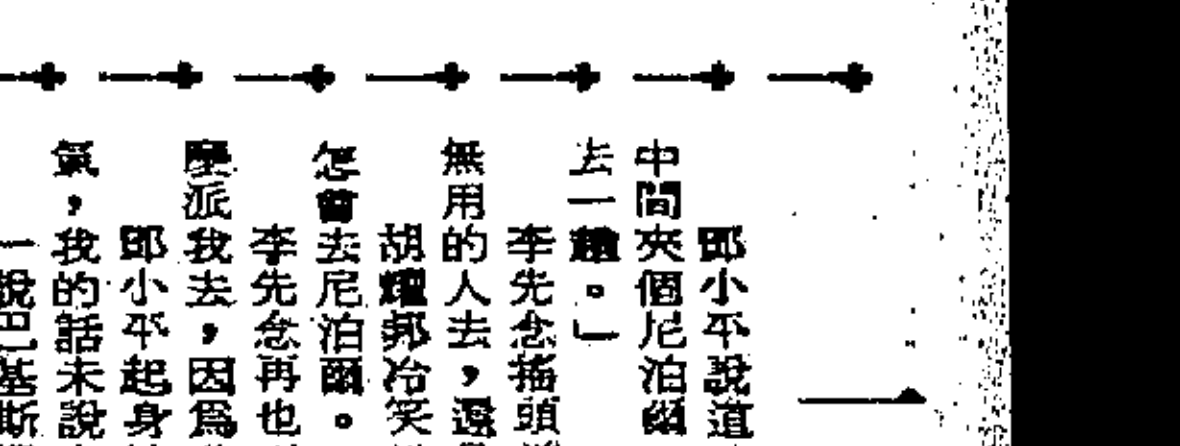 鄧小平說道
中間夾個尼泊爾
去一趟。」
李先念搖頭
無用的人去，還
胡耀邦冷笑
怎曾去尼泊爾。
李先念再也
麼派我去，因爲
鄧小平起身
氣，我的話未說
一說巴基斯